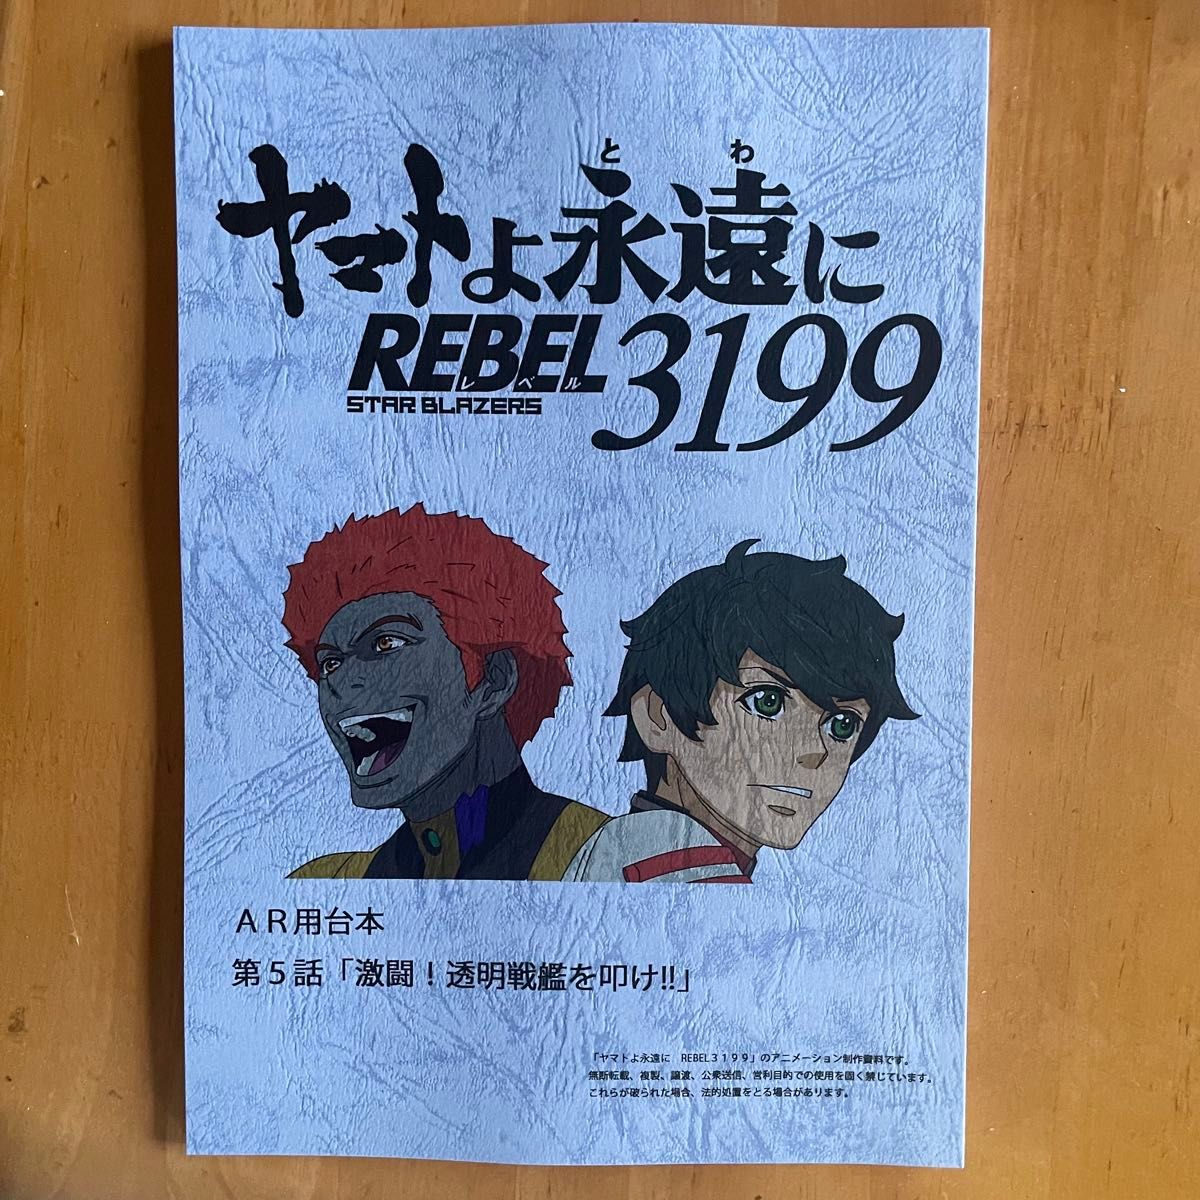 とわ
ヤマトよ永遠に
REBEL3199
レベル
STAR BLAZERS
ＡＲ用台本
第５話「激闘！透明戦艦を叩け!!」
「ヤマトよ永遠に　REBEL３１９９」のアニメーション制作資料です。
無断転載、複製、譲渡、公衆送信、営利目的での使用を固く禁じています。
これらが破られた場合、法的処置をとる場合があります。